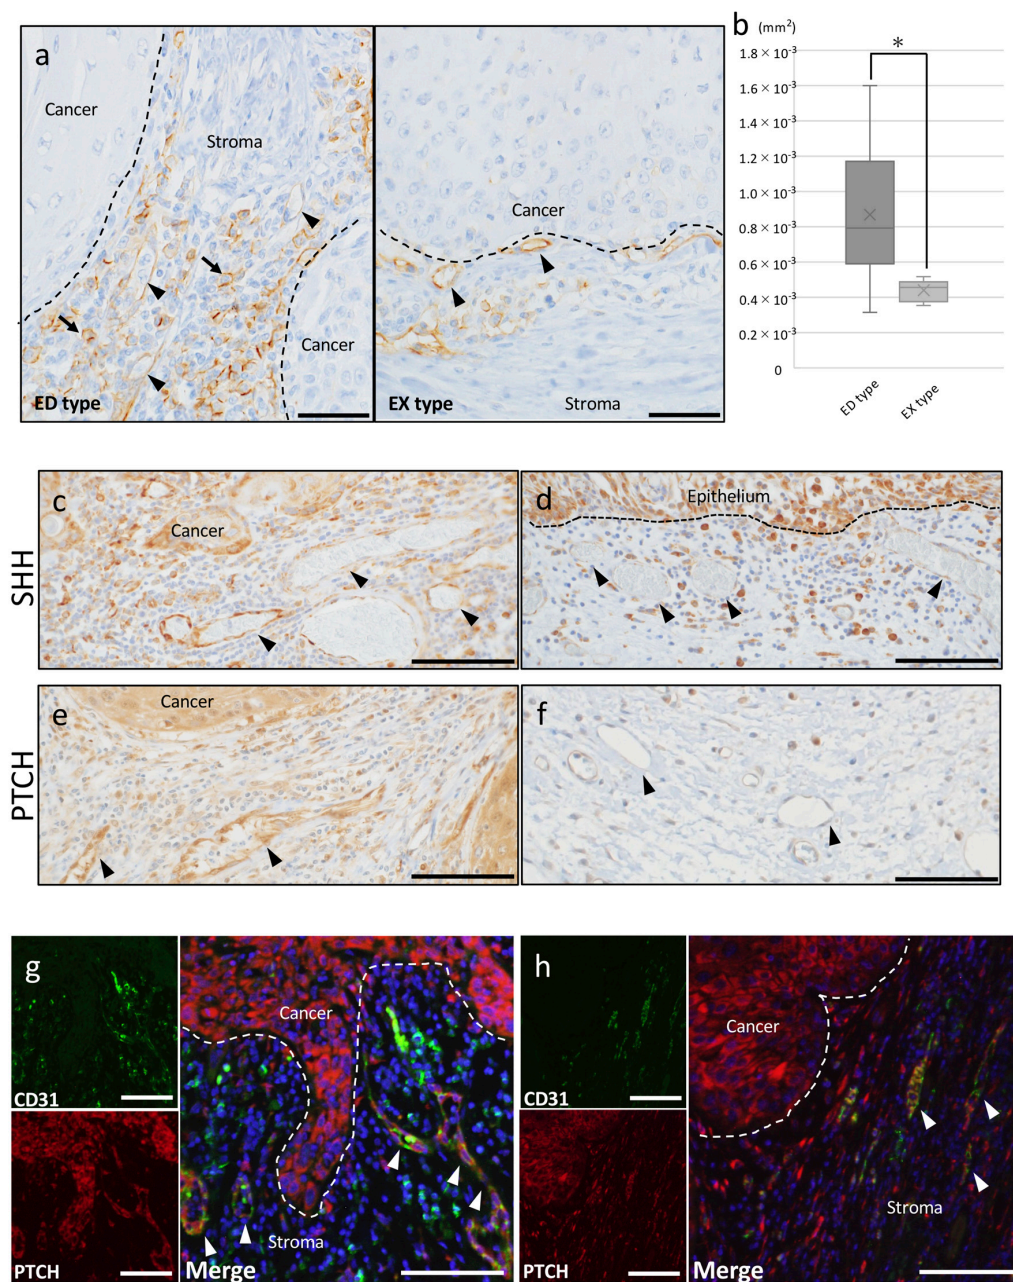 a
Cancer
Stroma
Cancer
ED type
Cancer
EX type
Stroma
b (mm²)
1.8×10⁻³
1.6×10⁻³
1.4×10⁻³
1.2×10⁻³
1.0×10⁻³
0.8×10⁻³
0.6×10⁻³
0.4×10⁻³
0.2×10⁻³
0
*
ED type
EX type
SHH
c
Cancer
d
Epithelium
PTCH
e
Cancer
f
g
CD31
PTCH
Cancer
Stroma
Merge
h
CD31
PTCH
Cancer
Stroma
Merge